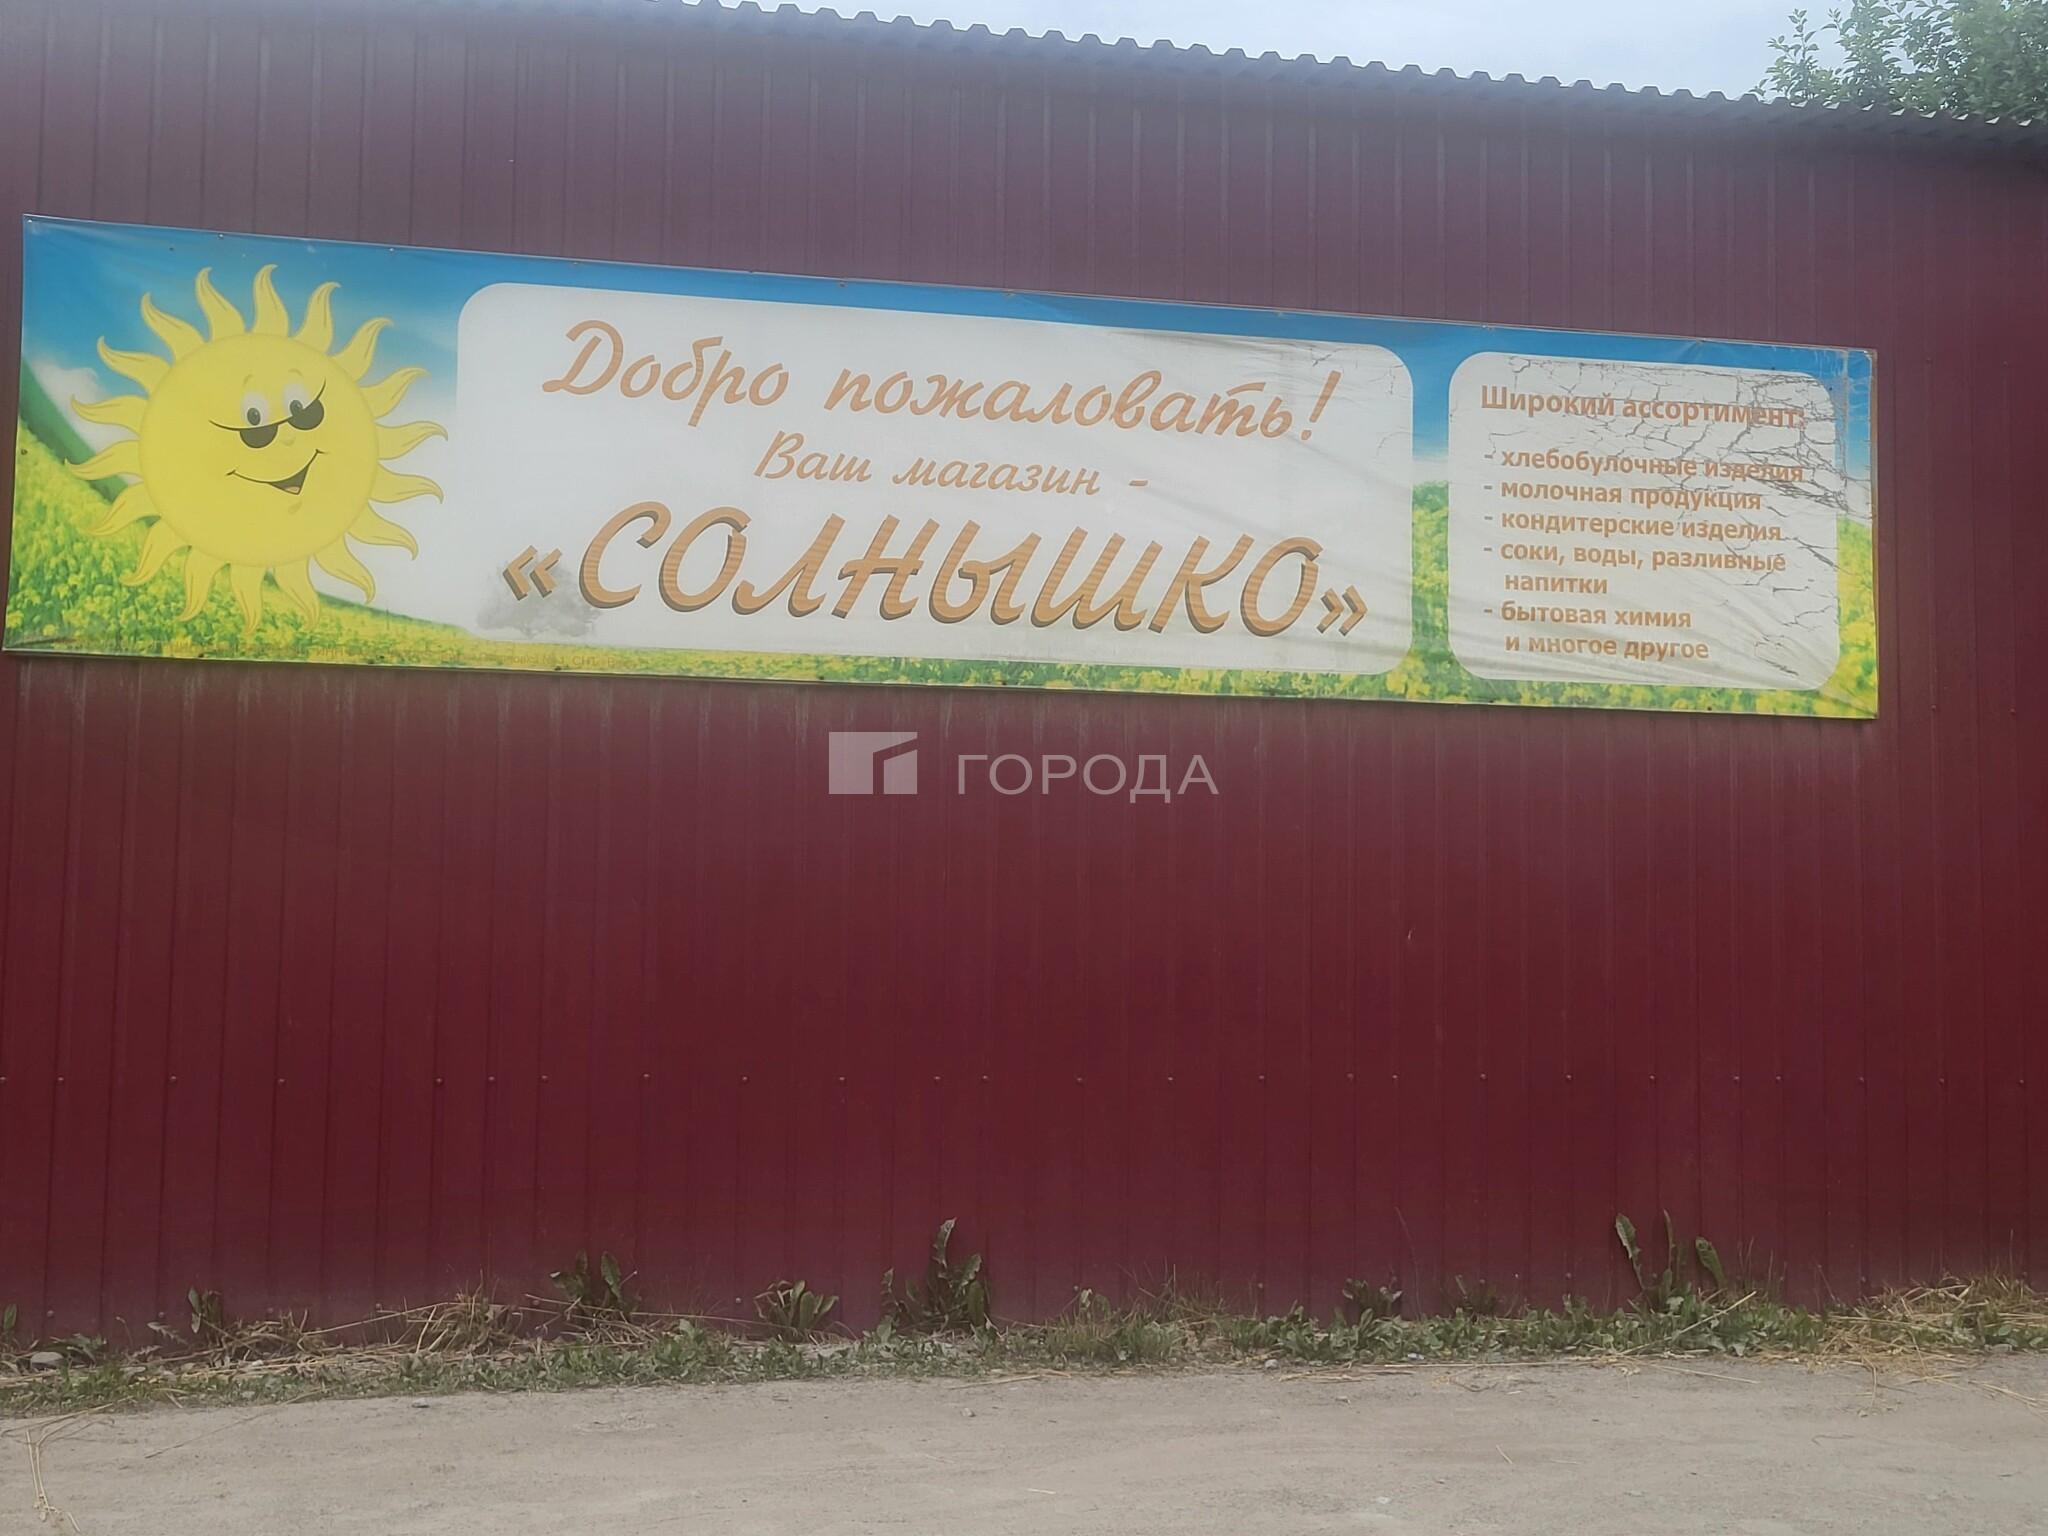 Добро пожаловать!
Ваш магазин -
«СОЛНЫШКО»
Широкий ассортимент:
- хлебобулочные изделия
- молочная продукция
- кондитерские изделия
- соки, воды, разливные
напитки
- бытовая химия
и многое другое
ГОРОДА